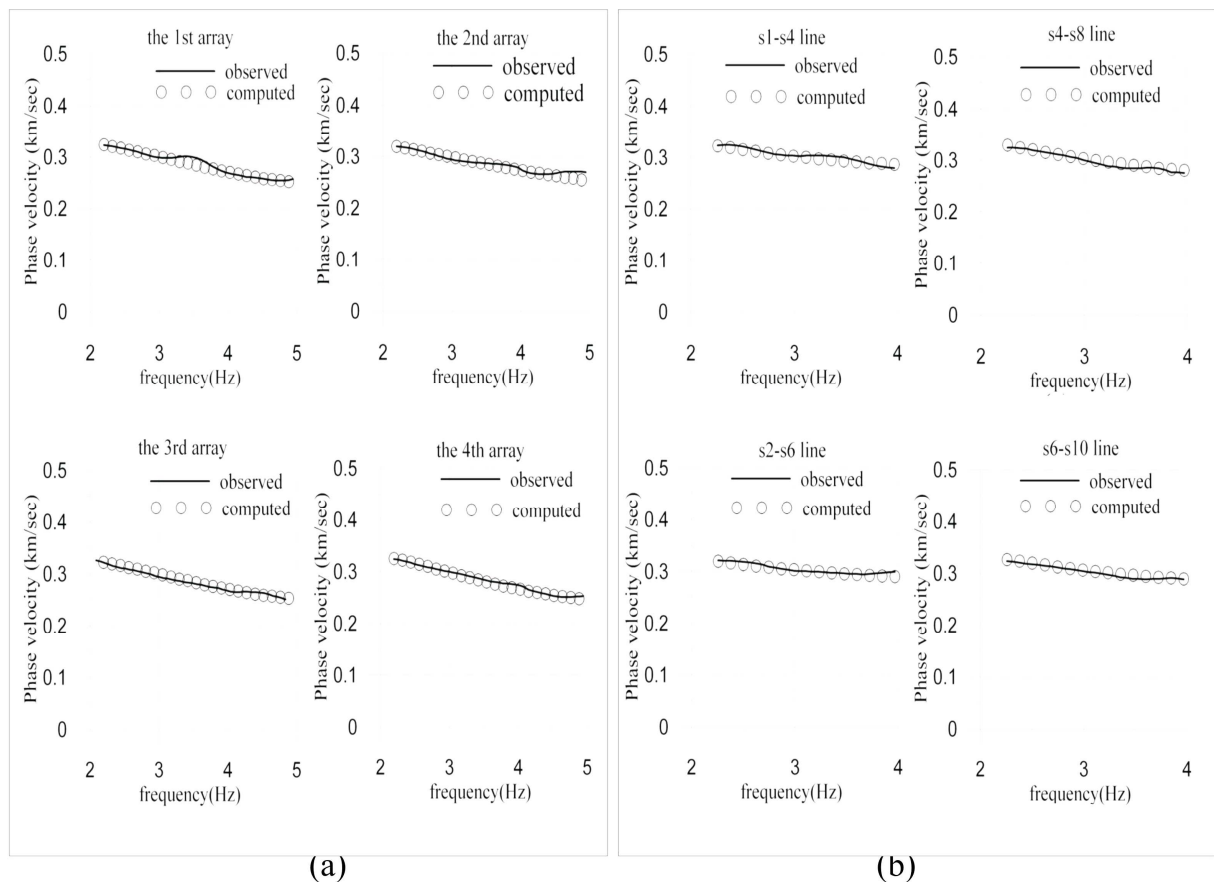 the 1st array
observed
computed
Phase velocity (km/sec)
0.5
0.4
0.3
0.2
0.1
0
2 3 4 5
frequency(Hz)
the 2nd array
observed
computed
Phase velocity (km/sec)
0.5
0.4
0.3
0.2
0.1
0
2 3 4 5
frequency(Hz)
the 3rd array
observed
computed
Phase velocity (km/sec)
0.5
0.4
0.3
0.2
0.1
0
2 3 4 5
frequency(Hz)
the 4th array
observed
computed
Phase velocity (km/sec)
0.5
0.4
0.3
0.2
0.1
0
2 3 4 5
frequency(Hz)
(a)
s1-s4 line
observed
computed
Phase velocity (km/sec)
0.5
0.4
0.3
0.2
0.1
0
2 3 4
frequency(Hz)
s4-s8 line
observed
computed
Phase velocity (km/sec)
0.5
0.4
0.3
0.2
0.1
0
2 3 4
frequency(Hz)
s2-s6 line
observed
computed
Phase velocity (km/sec)
0.5
0.4
0.3
0.2
0.1
0
2 3 4
frequency(Hz)
s6-s10 line
observed
computed
Phase velocity (km/sec)
0.5
0.4
0.3
0.2
0.1
0
2 3 4
frequency(Hz)
(b)